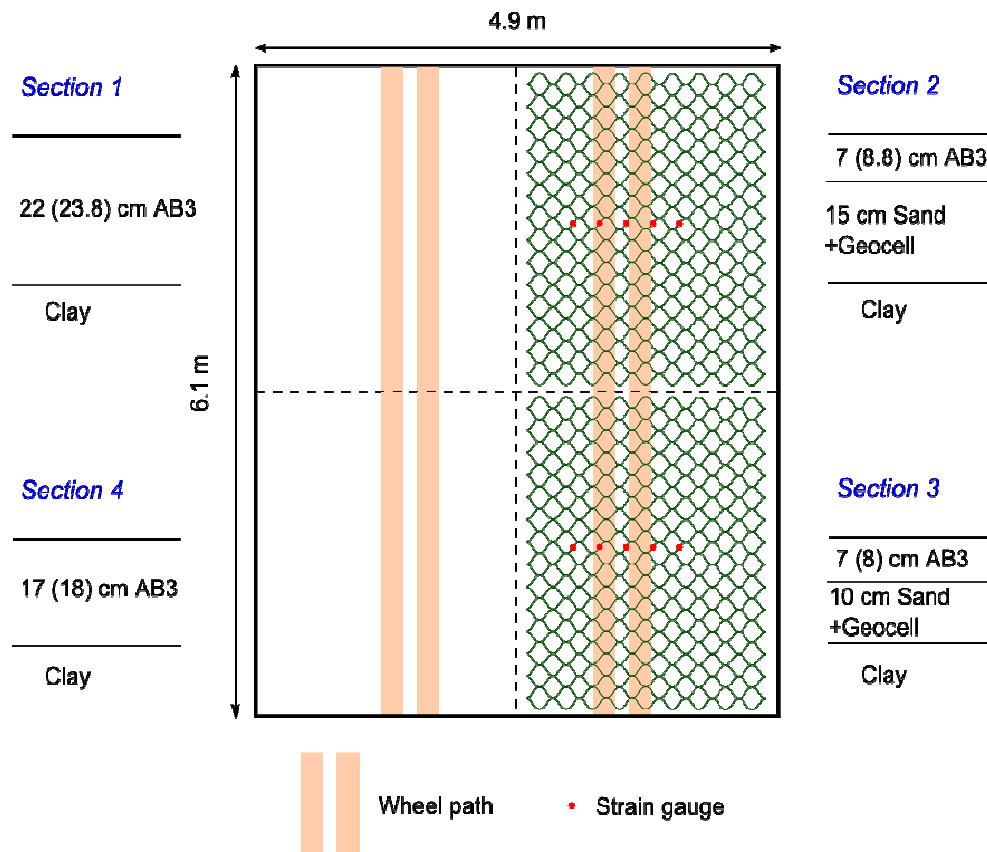 4.9 m
Section 1
22 (23.8) cm AB3
Clay
Section 2
7 (8.8) cm AB3
15 cm Sand
+Geocell
Clay
6.1 m
Section 4
17 (18) cm AB3
Clay
Section 3
7 (8) cm AB3
10 cm Sand
+Geocell
Clay
Wheel path
Strain gauge